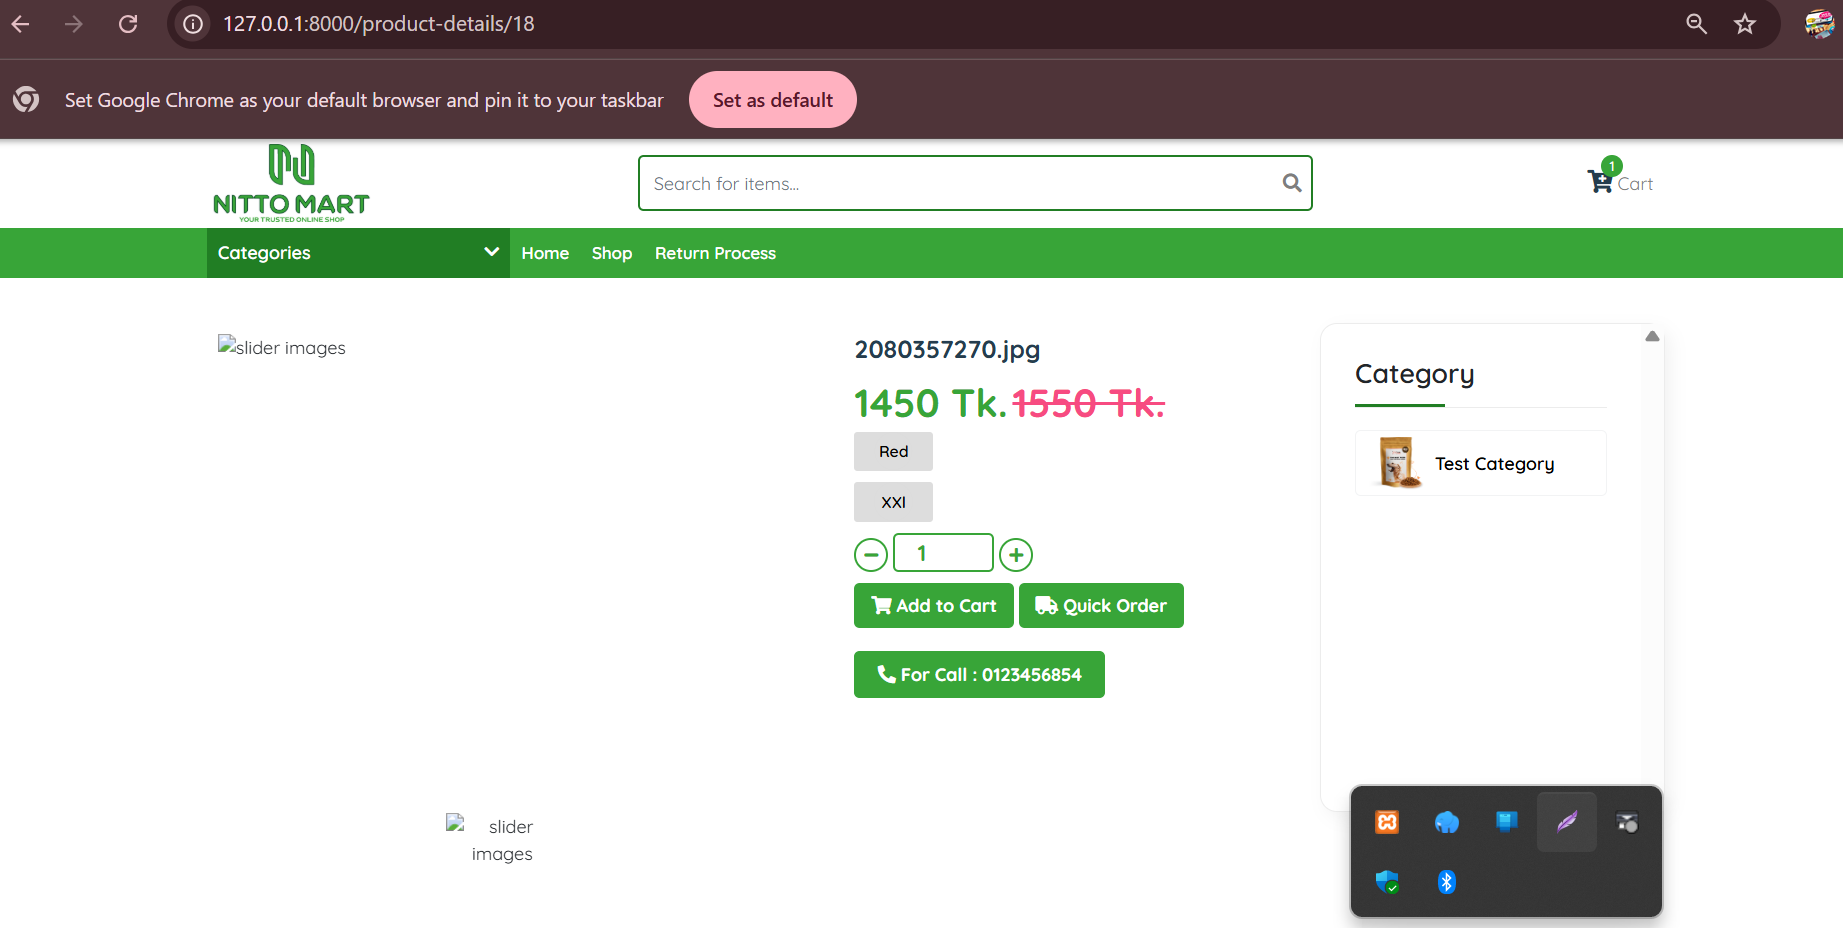 127.0.0.1:8000/product-details/18
Set Google Chrome as your default browser and pin it to your taskbar
Set as default
NITTO MART
YOUR TRUSTED ONLINE SHOP
Search for items...
1
Cart
Categories
Home
Shop
Return Process
slider images
2080357270.jpg
1450 Tk. 1550 Tk.
Red
XXl
1
Add to Cart
Quick Order
For Call : 0123456854
Category
Test Category
slider
images